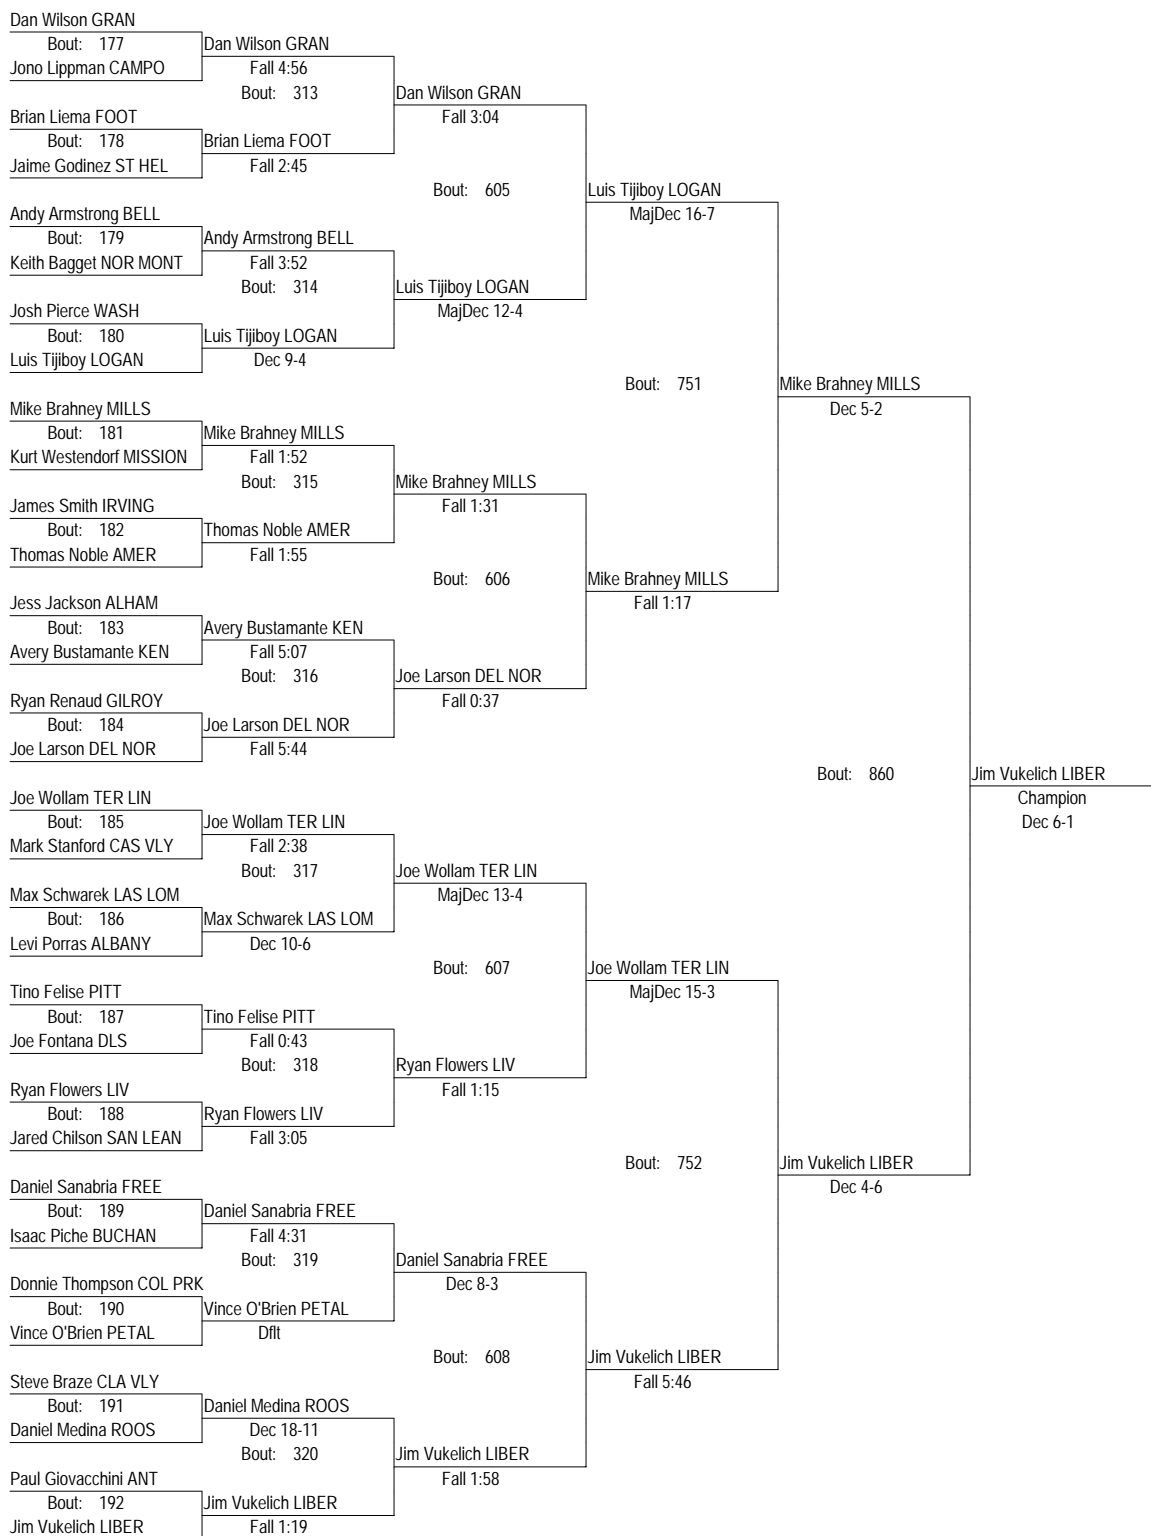 Dan Wilson GRAN
Bout: 177
Dan Wilson GRAN
Jono Lippman CAMPO
Fall 4:56
Bout: 313
Dan Wilson GRAN
Brian Liema FOOT
Fall 3:04
Bout: 178
Brian Liema FOOT
Jaime Godinez ST HEL
Fall 2:45
Bout: 605
Luis Tijiboy LOGAN
Andy Armstrong BELL
MajDec 16-7
Bout: 179
Andy Armstrong BELL
Keith Bagget NOR MONT
Fall 3:52
Bout: 314
Luis Tijiboy LOGAN
Josh Pierce WASH
MajDec 12-4
Bout: 180
Luis Tijiboy LOGAN
Luis Tijiboy LOGAN
Dec 9-4
Bout: 751
Mike Brahney MILLS
Mike Brahney MILLS
Dec 5-2
Bout: 181
Mike Brahney MILLS
Kurt Westendorf MISSION
Fall 1:52
Bout: 315
Mike Brahney MILLS
James Smith IRVING
Fall 1:31
Bout: 182
Thomas Noble AMER
Thomas Noble AMER
Fall 1:55
Bout: 606
Mike Brahney MILLS
Jess Jackson ALHAM
Fall 1:17
Bout: 183
Avery Bustamante KEN
Avery Bustamante KEN
Fall 5:07
Bout: 316
Joe Larson DEL NOR
Ryan Renaud GILROY
Fall 0:37
Bout: 184
Joe Larson DEL NOR
Joe Larson DEL NOR
Fall 5:44
Bout: 860
Jim Vukelich LIBER
Joe Wollam TER LIN
Champion
Bout: 185
Joe Wollam TER LIN
Dec 6-1
Mark Stanford CAS VLY
Fall 2:38
Bout: 317
Joe Wollam TER LIN
Max Schwarek LAS LOM
MajDec 13-4
Bout: 186
Max Schwarek LAS LOM
Levi Porras ALBANY
Dec 10-6
Bout: 607
Joe Wollam TER LIN
Tino Felise PITT
MajDec 15-3
Bout: 187
Tino Felise PITT
Joe Fontana DLS
Fall 0:43
Bout: 318
Ryan Flowers LIV
Ryan Flowers LIV
Fall 1:15
Bout: 188
Ryan Flowers LIV
Jared Chilson SAN LEAN
Fall 3:05
Bout: 752
Jim Vukelich LIBER
Daniel Sanabria FREE
Dec 4-6
Bout: 189
Daniel Sanabria FREE
Isaac Piche BUCHAN
Fall 4:31
Bout: 319
Daniel Sanabria FREE
Donnie Thompson COL PRK
Dec 8-3
Bout: 190
Vince O'Brien PETAL
Vince O'Brien PETAL
Dflt
Bout: 608
Jim Vukelich LIBER
Steve Braze CLA VLY
Fall 5:46
Bout: 191
Daniel Medina ROOS
Daniel Medina ROOS
Dec 18-11
Bout: 320
Jim Vukelich LIBER
Paul Giovacchini ANT
Fall 1:58
Bout: 192
Jim Vukelich LIBER
Jim Vukelich LIBER
Fall 1:19